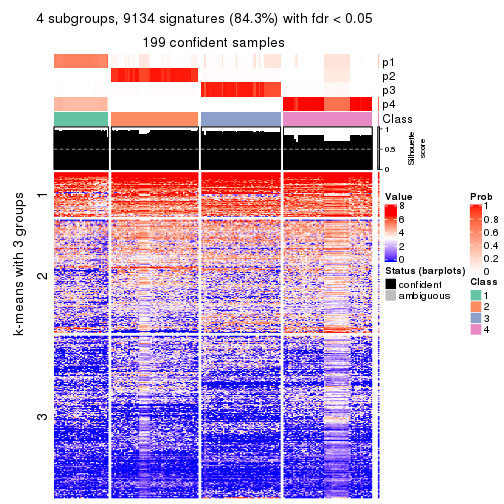 4 subgroups, 9134 signatures (84.3%) with fdr < 0.05
199 confident samples
p1
p2
p3
p4
Class
1
0.5
0
Silhouette
score
k-means with 3 groups
1
2
3
Value
8
6
4
2
0
Status (barplots)
confident
ambiguous
Prob
1
0.8
0.6
0.4
0.2
0
Class
1
2
3
4